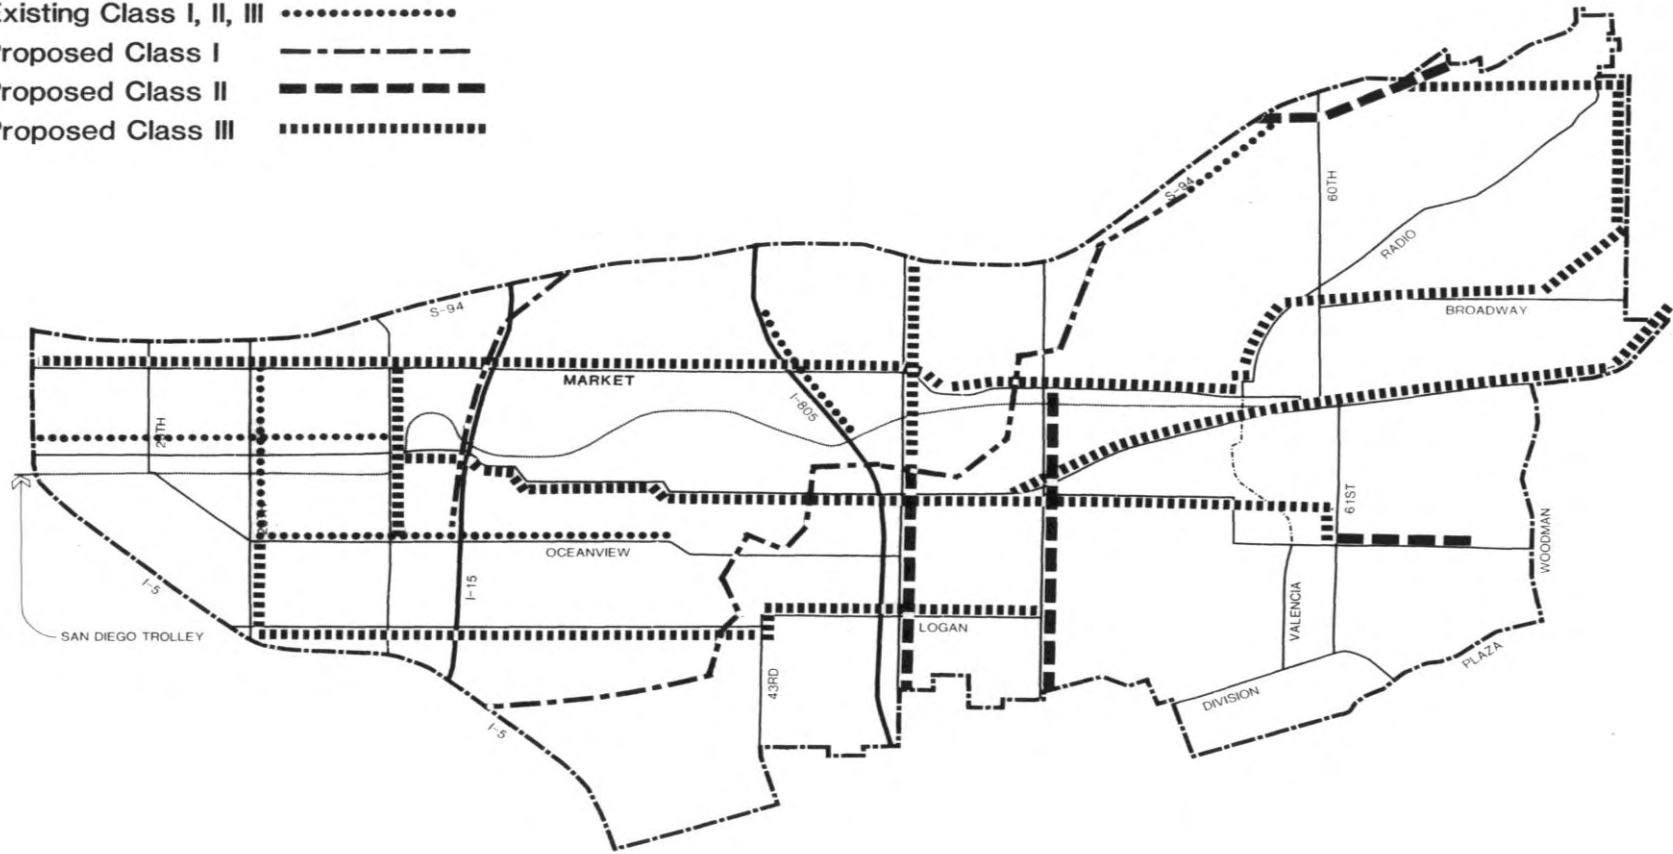 xisting Class I, II, III
roposed Class I
roposed Class II
roposed Class III
S-94
60TH
RADIO
S-94
BROADWAY
MARKET
I-805
25TH
61ST
OCEANVIEW
WOODMAN
I-5
I-15
VALENCIA
SAN DIEGO TROLLEY
LOGAN
PLAZA
43RD
DIVISION
I-5